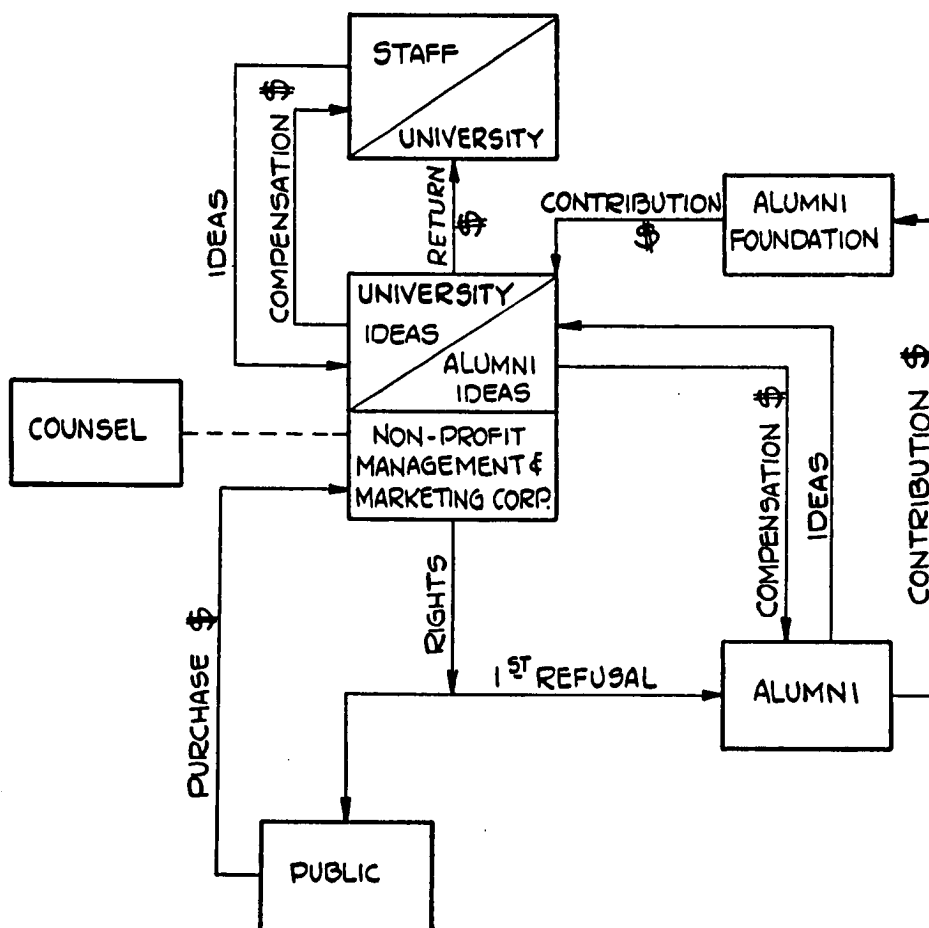 STAFF
UNIVERSITY
IDEAS
COMPENSATION $
RETURN $
CONTRIBUTION
$
ALUMNI
FOUNDATION
UNIVERSITY
IDEAS
ALUMNI
IDEAS
COUNSEL
NON-PROFIT
MANAGEMENT &
MARKETING CORP.
COMPENSATION $
IDEAS
CONTRIBUTION $
PURCHASE $
RIGHTS
1ST REFUSAL
ALUMNI
PUBLIC